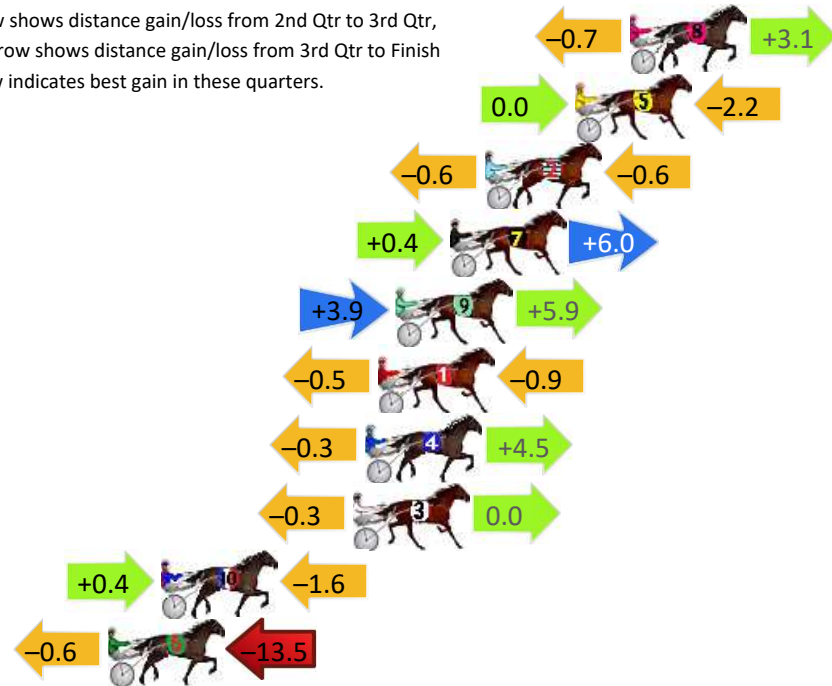 w shows distance gain/loss from 2nd Qtr to 3rd Qtr,
row shows distance gain/loss from 3rd Qtr to Finish
indicates best gain in these quarters.
−0.7 8 +3.1
0.0 5 −2.2
−0.6 −0.6
+0.4 7 +6.0
+3.9 9 +5.9
−0.5 1 −0.9
−0.3 4 +4.5
−0.3 3 0.0
+0.4 10 −1.6
−0.6 −13.5